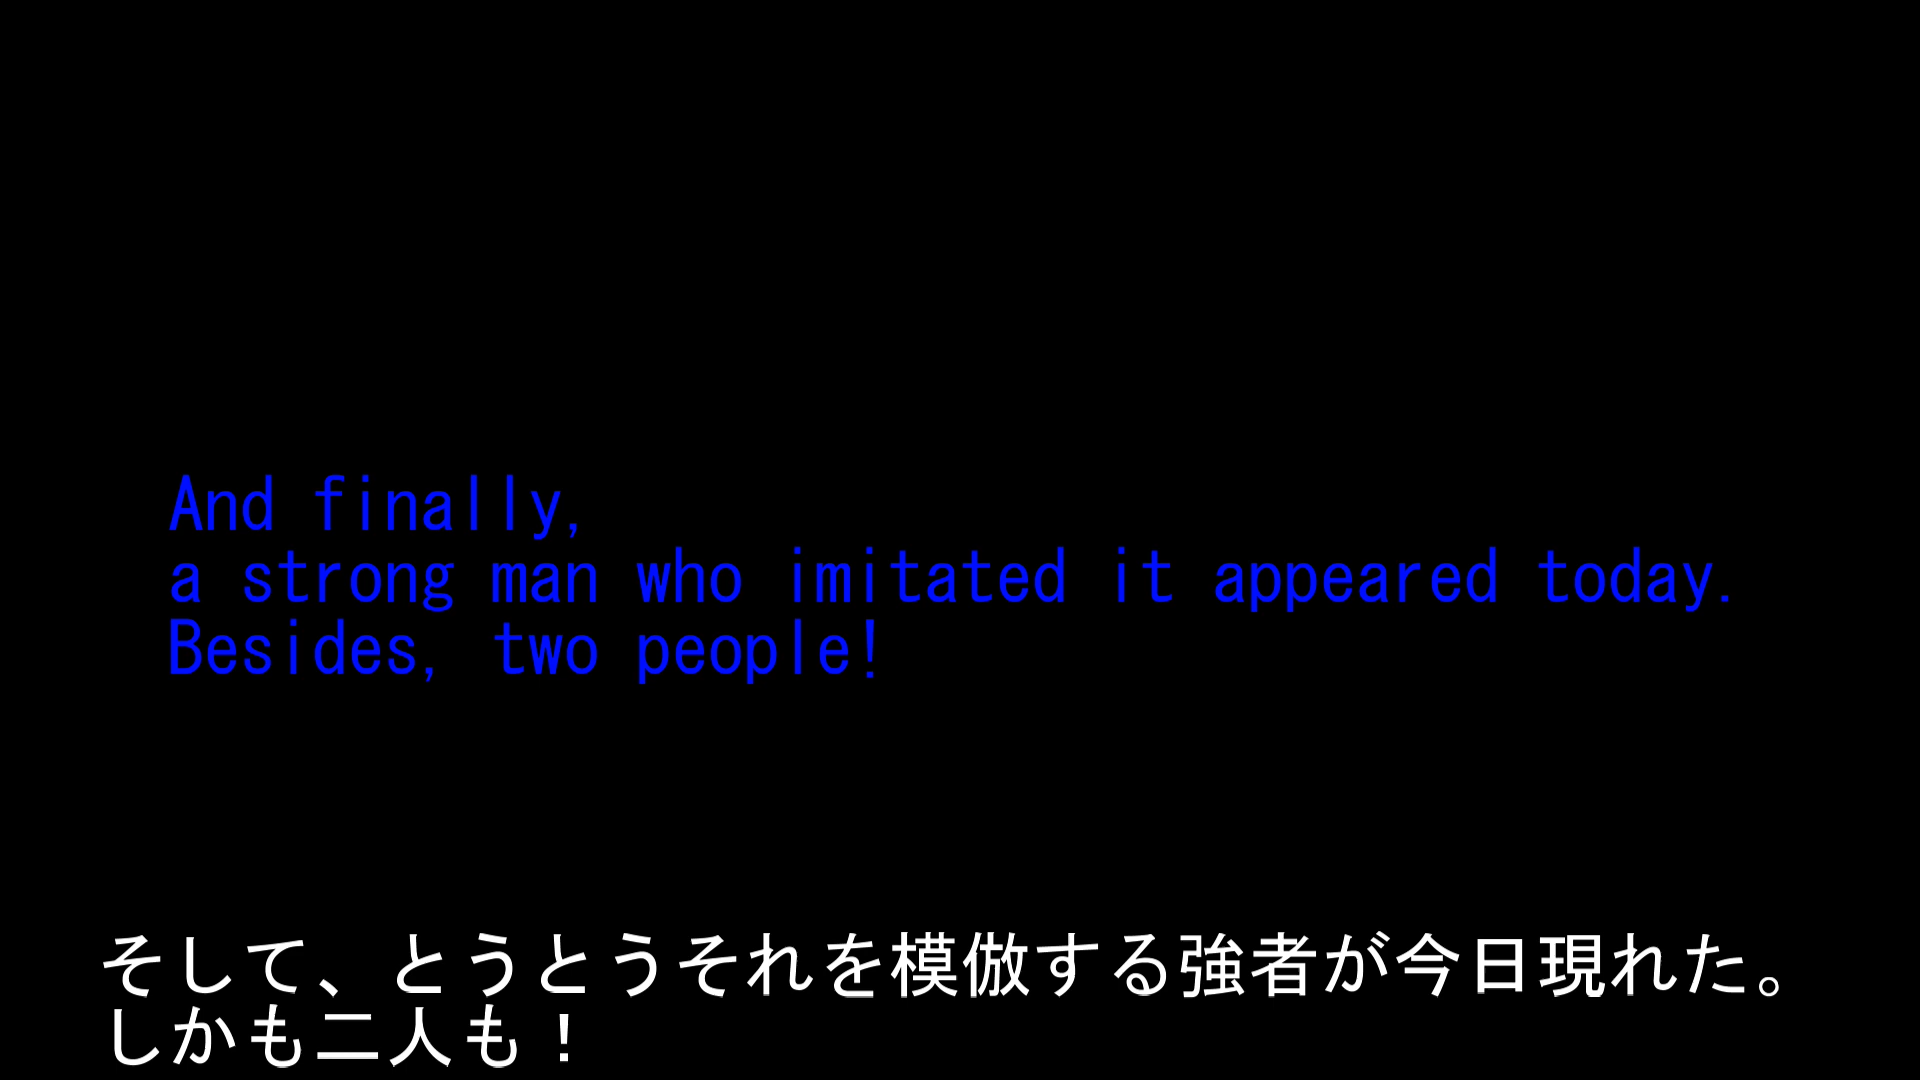 And finally,
a strong man who imitated it appeared today.
Besides, two people!
そして、とうとうそれを模倣する強者が今日現れた。
しかも二人も！